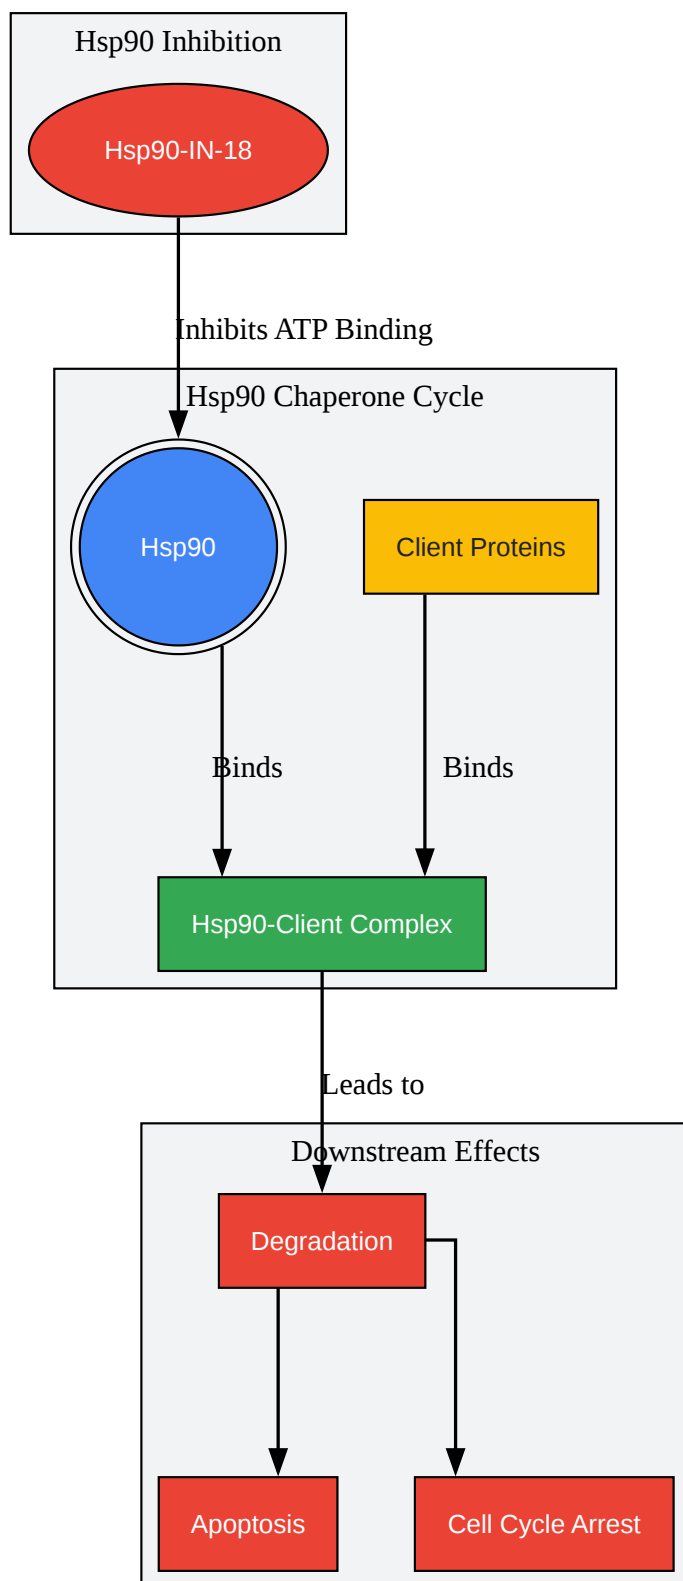 Hsp90 Inhibition
Hsp90-IN-18
Inhibits ATP Binding
Hsp90 Chaperone Cycle
Hsp90
Client Proteins
Binds
Binds
Hsp90-Client Complex
Leads to
Downstream Effects
Degradation
Apoptosis
Cell Cycle Arrest